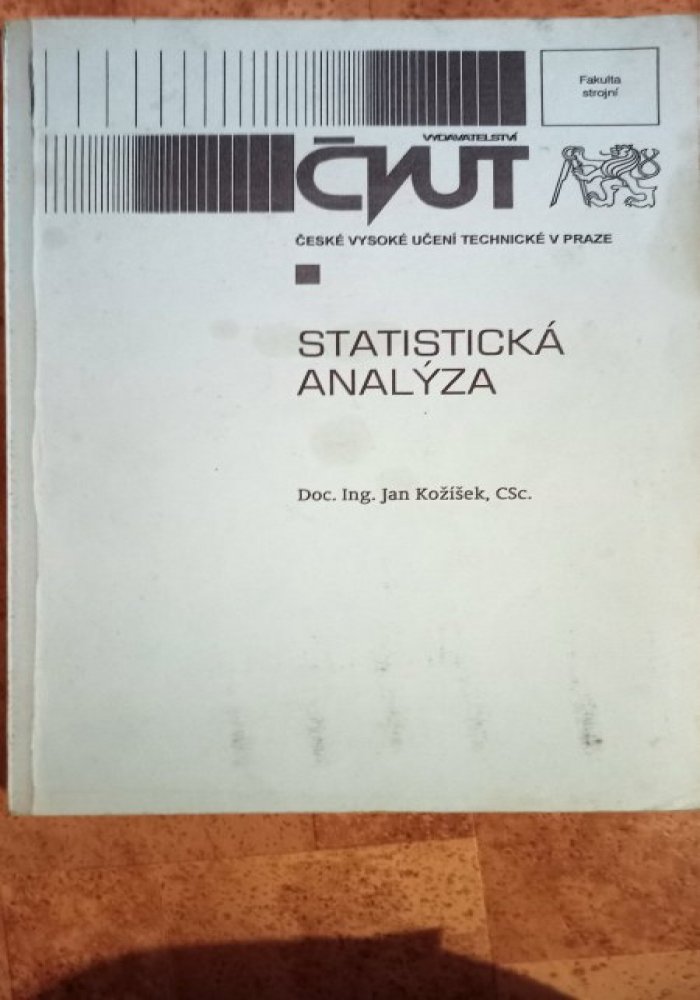 Fakulta
strojní
VYDAVATELSTVÍ
ČVUT
ČESKÉ VYSOKÉ UČENÍ TECHNICKÉ V PRAZE
STATISTICKÁ
ANALÝZA
Doc. Ing. Jan Kožíšek, CSc.